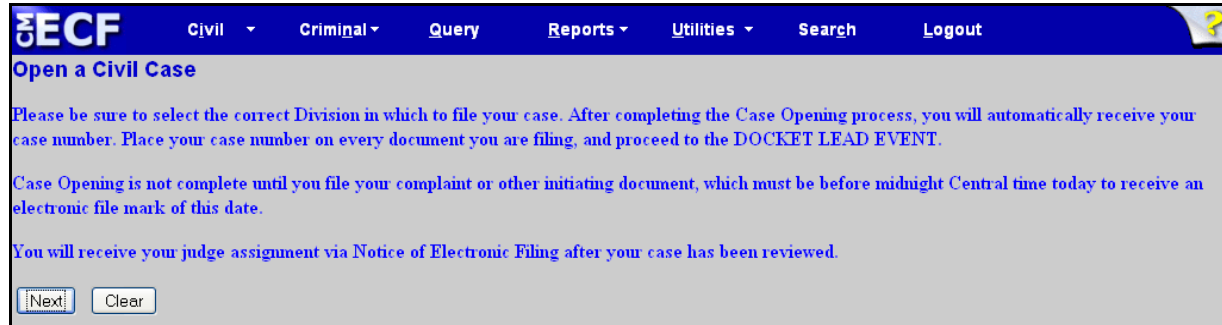 CM ECF Civil Criminal Query Reports Utilities Search Logout ?
Open a Civil Case
Please be sure to select the correct Division in which to file your case. After completing the Case Opening process, you will automatically receive your
case number. Place your case number on every document you are filing, and proceed to the DOCKET LEAD EVENT.
Case Opening is not complete until you file your complaint or other initiating document, which must be before midnight Central time today to receive an
electronic file mark of this date.
You will receive your judge assignment via Notice of Electronic Filing after your case has been reviewed.
Next Clear